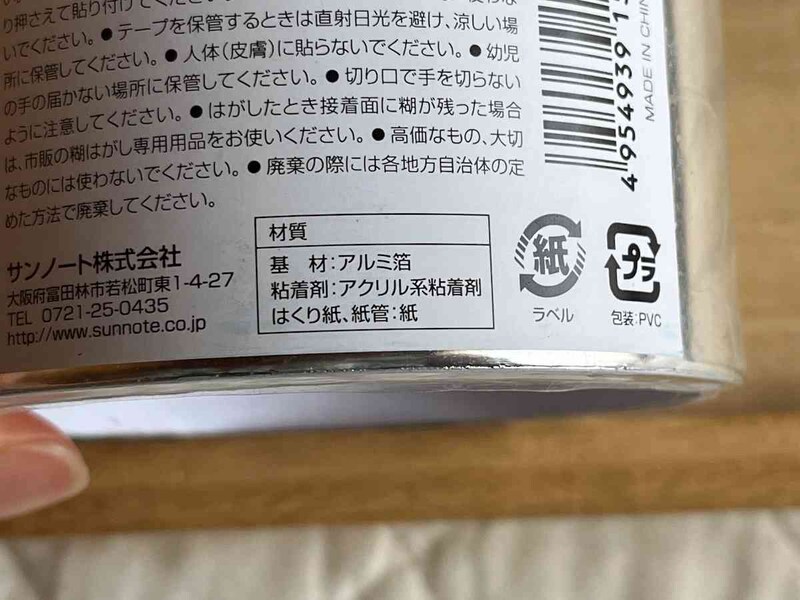 り押さえて貼り付けてくだ
いでください。● テープを保管するときは直射日光を避け、涼しい場
所に保管してください。● 人体(皮膚)に貼らないでください。● 幼児
の手の届かない場所に保管してください。● 切り口で手を切らない
ように注意してください。● はがしたとき接着面に糊が残った場合
は、市販の糊はがし専用用品をお使いください。● 高価なもの、大切
なものには使わないでください。● 廃棄の際には各地方自治体の定
めた方法で廃棄してください。
サンノート株式会社
大阪府富田林市若松町東1-4-27
TEL 0721-25-0435
http://www.sunnote.co.jp
材質
基 材:アルミ箔
粘着剤:アクリル系粘着剤
はくり紙、紙管:紙
紙
ラベル
プラ
包装:PVC
4 954939 1
MADE IN CHIN